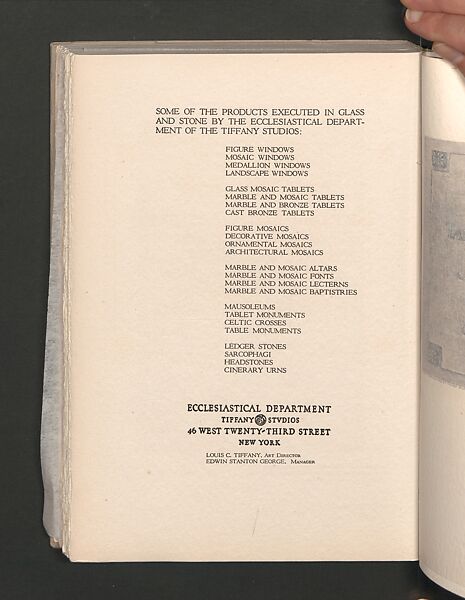 SOME OF THE PRODUCTS EXECUTED IN GLASS
AND STONE BY THE ECCLESIASTICAL DEPART-
MENT OF THE TIFFANY STUDIOS:
FIGURE WINDOWS
MOSAIC WINDOWS
MEDALLION WINDOWS
LANDSCAPE WINDOWS
GLASS MOSAIC TABLETS
MARBLE AND MOSAIC TABLETS
MARBLE AND BRONZE TABLETS
CAST BRONZE TABLETS
FIGURE MOSAICS
DECORATIVE MOSAICS
ORNAMENTAL MOSAICS
ARCHITECTURAL MOSAICS
MARBLE AND MOSAIC ALTARS
MARBLE AND MOSAIC FONTS
MARBLE AND MOSAIC LECTERNS
MARBLE AND MOSAIC BAPTISTRIES
MAUSOLEUMS
TABLET MONUMENTS
CELTIC CROSSES
TABLE MONUMENTS
LEDGER STONES
SARCOPHAGI
HEADSTONES
CINERARY URNS
ECCLESIASTICAL DEPARTMENT
TIFFANY STVDIOS
46 WEST TWENTY-THIRD STREET
NEW YORK
LOUIS C. TIFFANY, ART DIRECTOR
EDWIN STANTON GEORGE, MANAGER